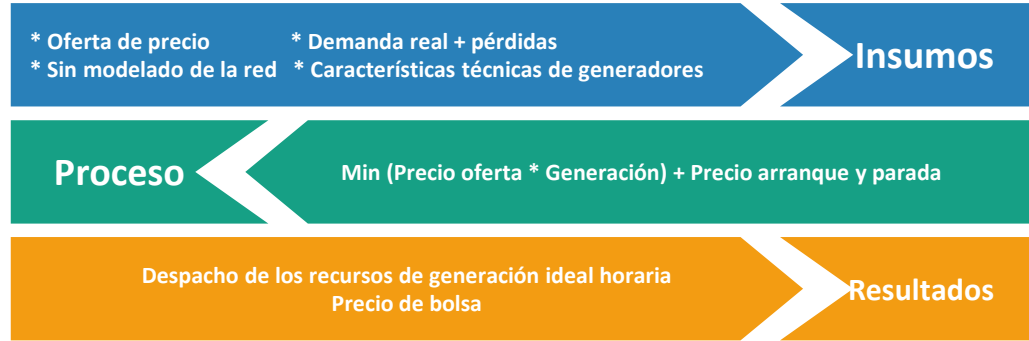 * Oferta de precio * Demanda real + pérdidas
* Sin modelado de la red * Características técnicas de generadores
Insumos
Proceso
Min (Precio oferta * Generación) + Precio arranque y parada
Despacho de los recursos de generación ideal horaria
Precio de bolsa
Resultados